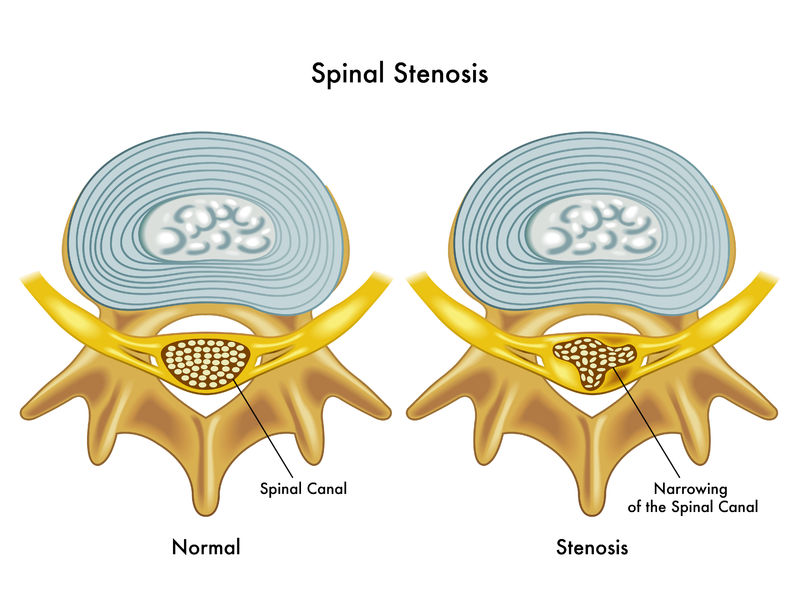 Spinal Stenosis
Spinal Canal
Narrowing
of the Spinal Canal
Normal
Stenosis